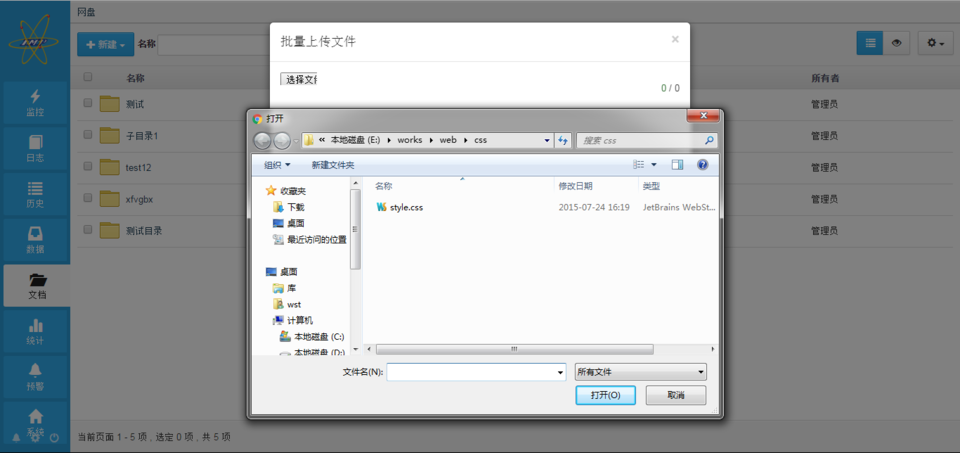 网盘
新建
名称
批量上传文件
×
选择文
0 / 0
名称
所有者
测试
管理员
子目录1
管理员
test12
管理员
xfvgbx
管理员
测试目录
管理员
监控
日志
历史
数据
文档
统计
预警
系统
打开
« 本地磁盘 (E:) works web css
搜索 css
组织
新建文件夹
收藏夹
下载
桌面
最近访问的位置
桌面
库
wst
计算机
本地磁盘 (C:)
本地磁盘 (D:)
名称 修改日期 类型
style.css 2015-07-24 16:19 JetBrains WebSt...
文件名(N):
所有文件
打开(O)
取消
当前页面 1 - 5 项，选定 0 项，共 5 项